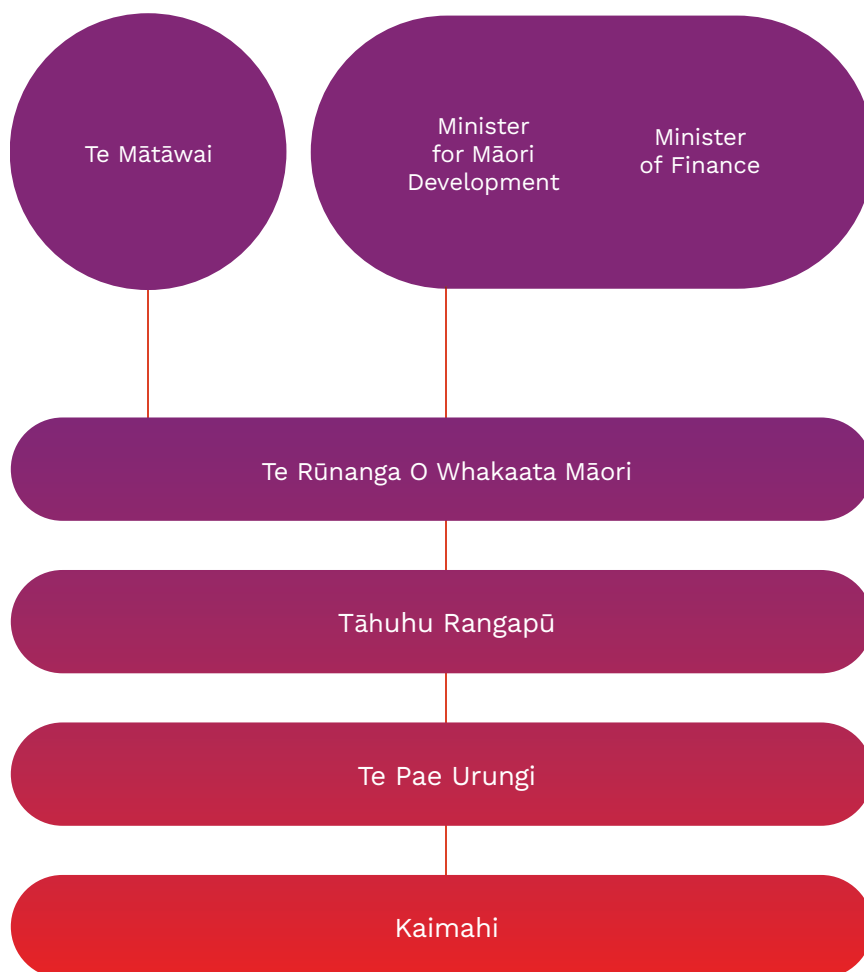 Te Mātāwai
Minister
for Māori
Development
Minister
of Finance
Te Rūnanga O Whakaata Māori
Tāhuhu Rangapū
Te Pae Urungi
Kaimahi